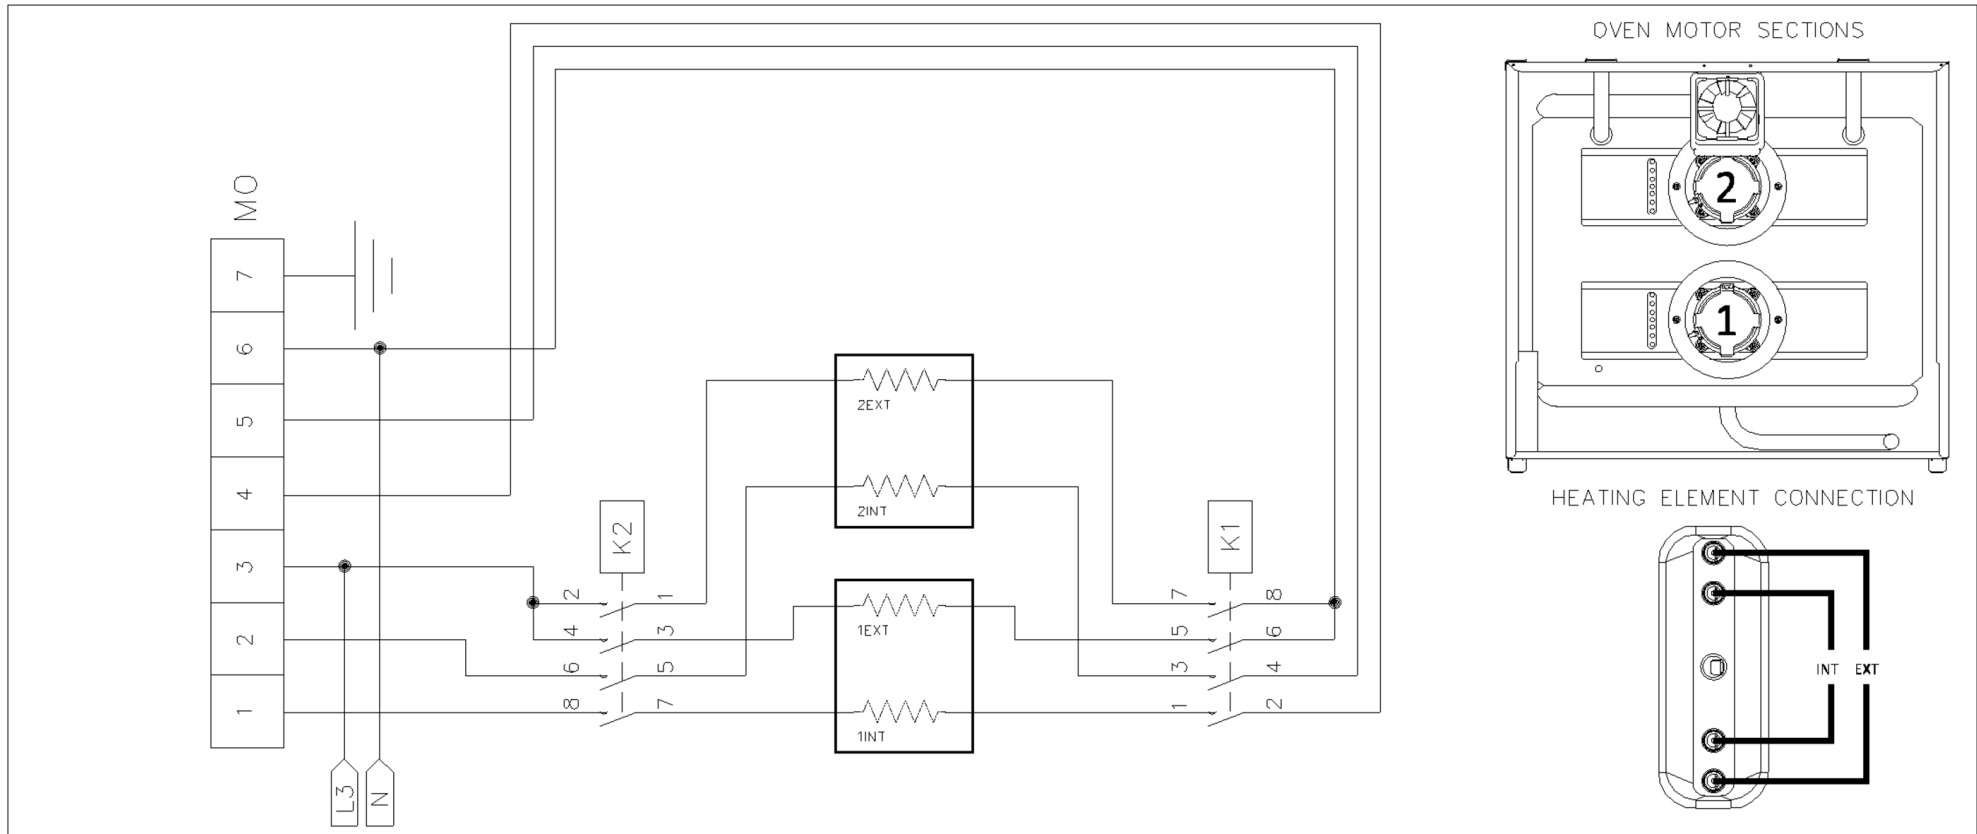 MO
7
6
5
4
3
2
1
L3
N
K2
2
4
6
8
1
3
5
7
2EXT
2INT
1EXT
1INT
K1
7
5
3
1
8
6
4
2
OVEN MOTOR SECTIONS
2
1
HEATING ELEMENT CONNECTION
INT EXT